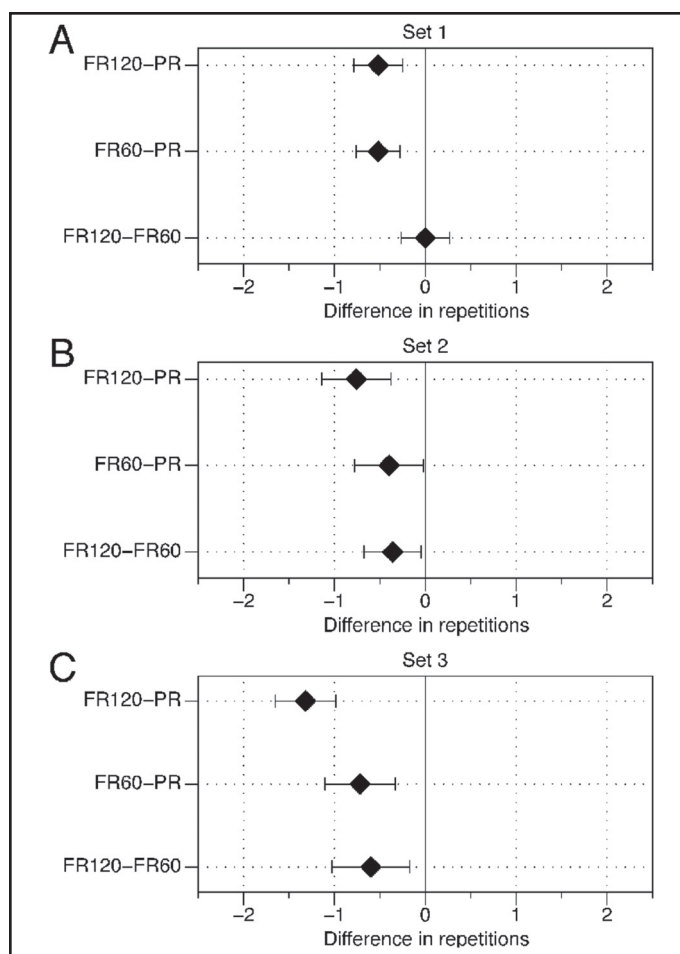 A
Set 1
FR120–PR
FR60–PR
FR120–FR60
−2 −1 0 1 2
Difference in repetitions
B
Set 2
FR120–PR
FR60–PR
FR120–FR60
−2 −1 0 1 2
Difference in repetitions
C
Set 3
FR120–PR
FR60–PR
FR120–FR60
−2 −1 0 1 2
Difference in repetitions